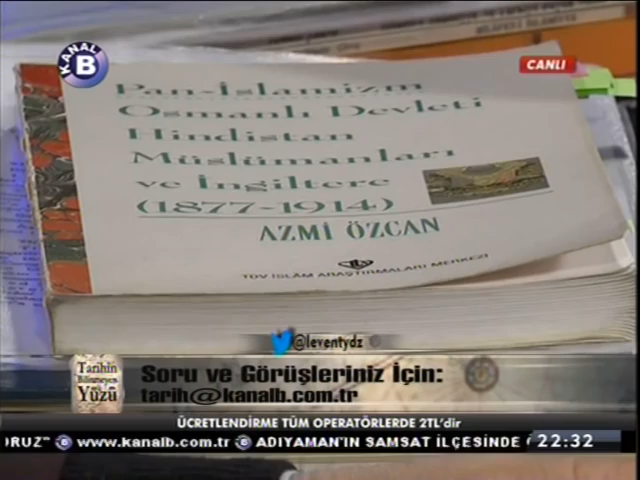 KANAL B
CANLI
Pan-İslamizm
Osmanlı Devleti
Hindistan
Müslümanları
ve İngiltere
(1877-1914)
AZMİ ÖZCAN
TDV İSLÂM ARAŞTIRMALARI MERKEZİ
@leventydz
Tarihin
Bilinmeyen
Yüzü
Soru ve Görüşleriniz İçin:
tarih@kanalb.com.tr
ÜCRETLENDİRME TÜM OPERATÖRLERDE 2TL'dir
ORUZ" B www.kanalb.com.tr B ADIYAMAN'IN SAMSAT İLÇESİNDE
22:32